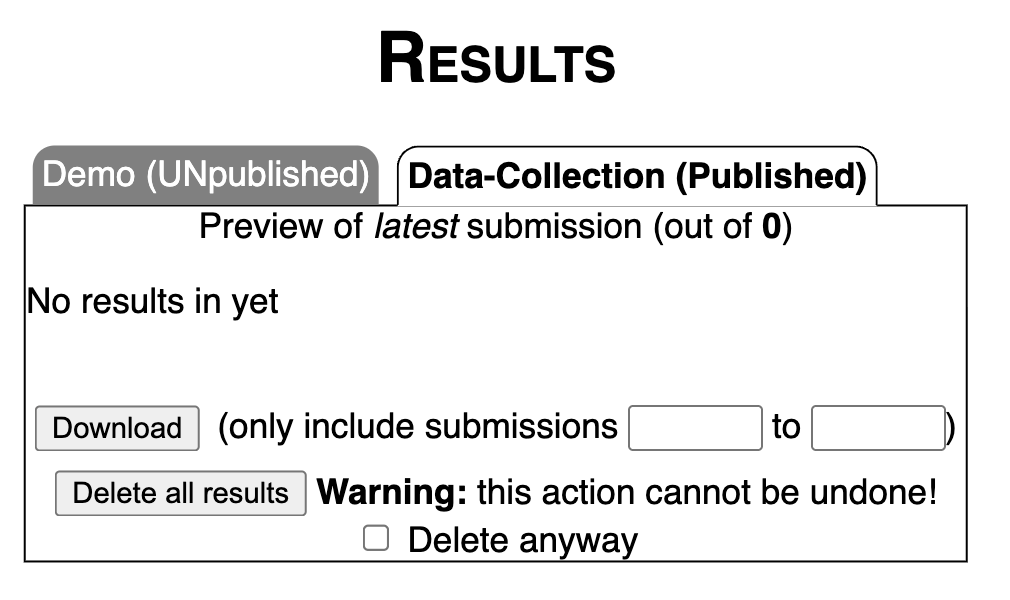 RESULTS
Demo (UNpublished) Data-Collection (Published)
Preview of latest submission (out of 0)
No results in yet
Download (only include submissions to )
Delete all results Warning: this action cannot be undone!
Delete anyway